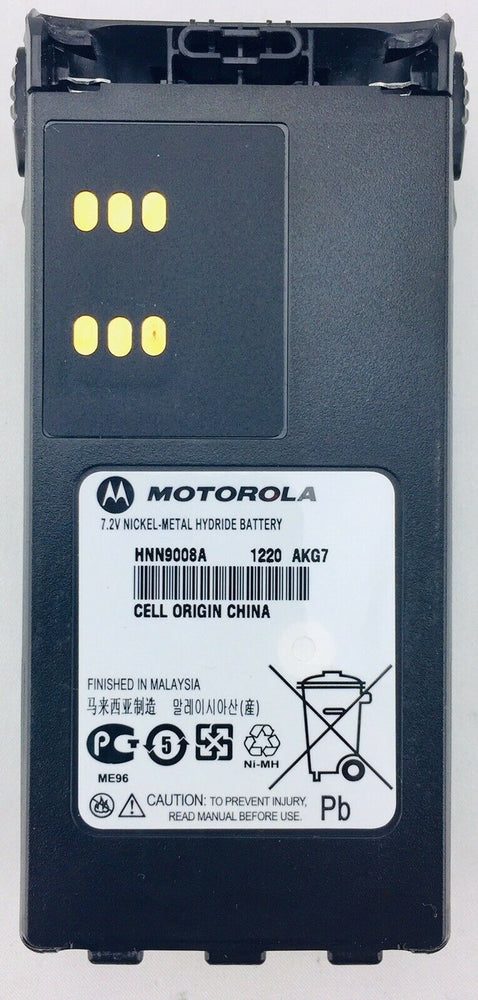 MOTOROLA
7.2V NICKEL-METAL HYDRIDE BATTERY
HNN9008A 1220 AKG7
CELL ORIGIN CHINA
FINISHED IN MALAYSIA
马来西亚制造 말레이시아산(産)
PG 5
Ni-MH
ME96
CAUTION: TO PREVENT INJURY,
READ MANUAL BEFORE USE.
Pb